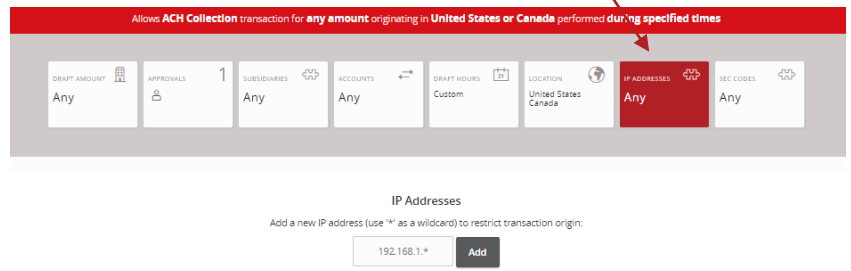 Allows ACH Collection transaction for any amount originating in United States or Canada performed during specified times
DRAFT AMOUNT
Any
APPROVALS
1
SUBSIDIARIES
Any
ACCOUNTS
Any
DRAFT HOURS
31
Custom
LOCATION
United States
Canada
IP ADDRESSES
Any
SEC CODES
Any
IP Addresses
Add a new IP address (use '*' as a wildcard) to restrict transaction origin:
192.168.1.*
Add